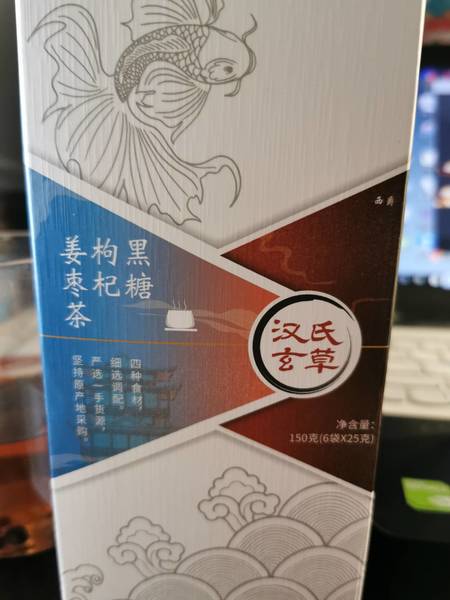 西舜
黑糖
枸杞
姜枣茶
汉氏
玄草
四种食材,
细选调配。
严选一手货源,
坚持原产地采购。
净含量:
150克(6袋X25克)